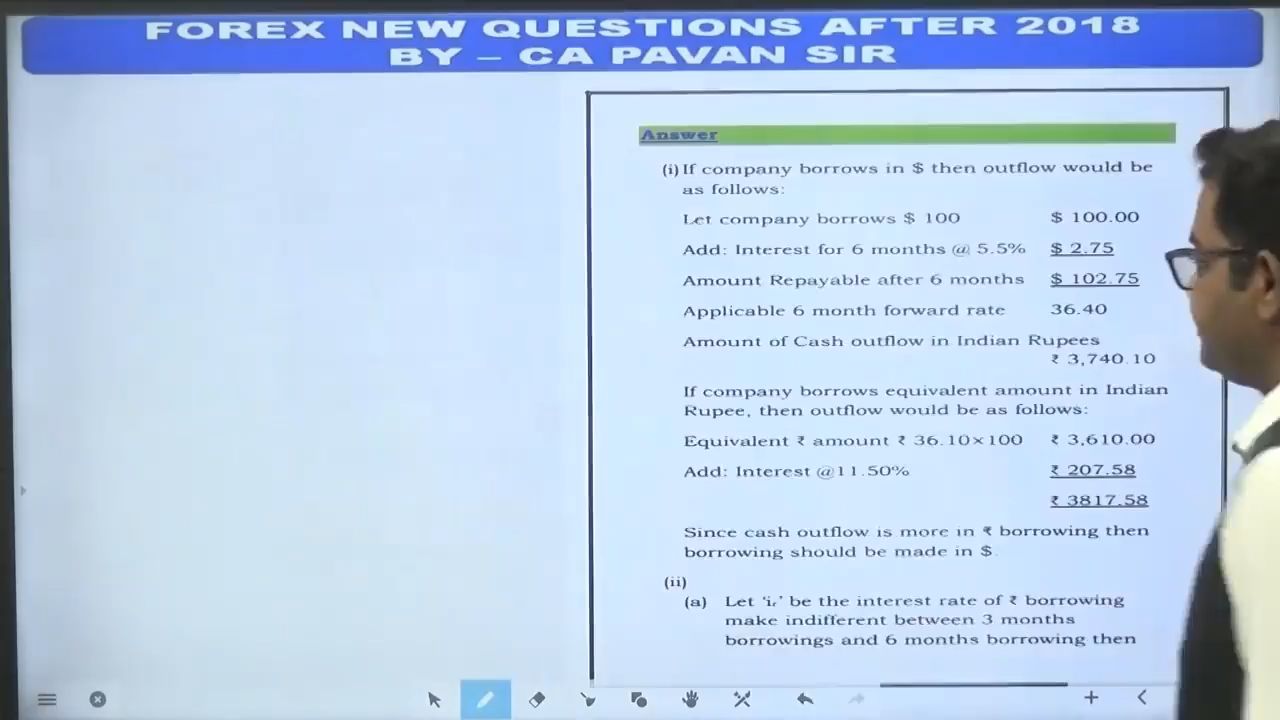 FOREX NEW QUESTIONS AFTER 2018
BY – CA PAVAN SIR
Answer
(i) If company borrows in $ then outflow would be
as follows:
Let company borrows $ 100 $ 100.00
Add: Interest for 6 months @ 5.5% $ 2.75
Amount Repayable after 6 months $ 102.75
Applicable 6 month forward rate 36.40
Amount of Cash outflow in Indian Rupees
₹ 3,740.10
If company borrows equivalent amount in Indian
Rupee, then outflow would be as follows:
Equivalent ₹ amount ₹ 36.10×100 ₹ 3,610.00
Add: Interest @11.50% ₹ 207.58
₹ 3817.58
Since cash outflow is more in ₹ borrowing then
borrowing should be made in $.
(ii)
(a) Let ‘iᵣ’ be the interest rate of ₹ borrowing
make indifferent between 3 months
borrowings and 6 months borrowing then